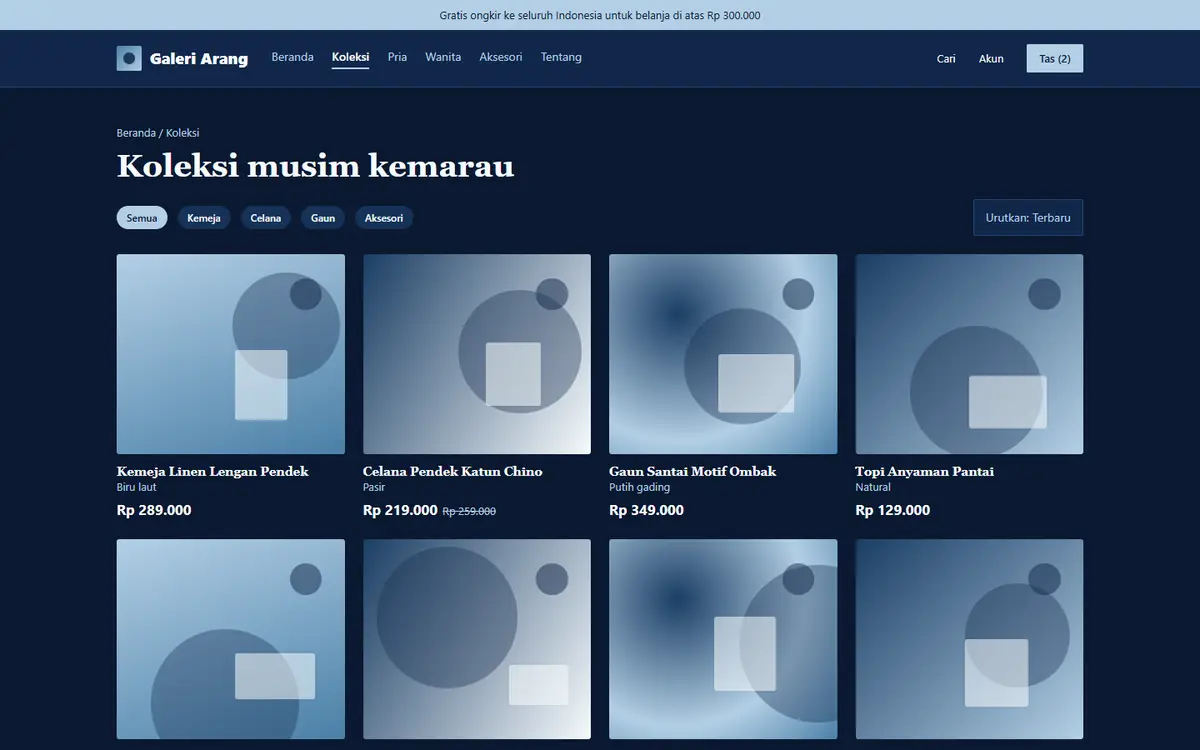 Gratis ongkir ke seluruh Indonesia untuk belanja di atas Rp 300.000
Galeri Arang
Beranda
Koleksi
Pria
Wanita
Aksesori
Tentang
Cari
Akun
Tas (2)
Beranda / Koleksi
Koleksi musim kemarau
Semua
Kemeja
Celana
Gaun
Aksesori
Urutkan: Terbaru
Kemeja Linen Lengan Pendek
Biru laut
Rp 289.000
Celana Pendek Katun Chino
Pasir
Rp 219.000 Rp 259.000
Gaun Santai Motif Ombak
Putih gading
Rp 349.000
Topi Anyaman Pantai
Natural
Rp 129.000